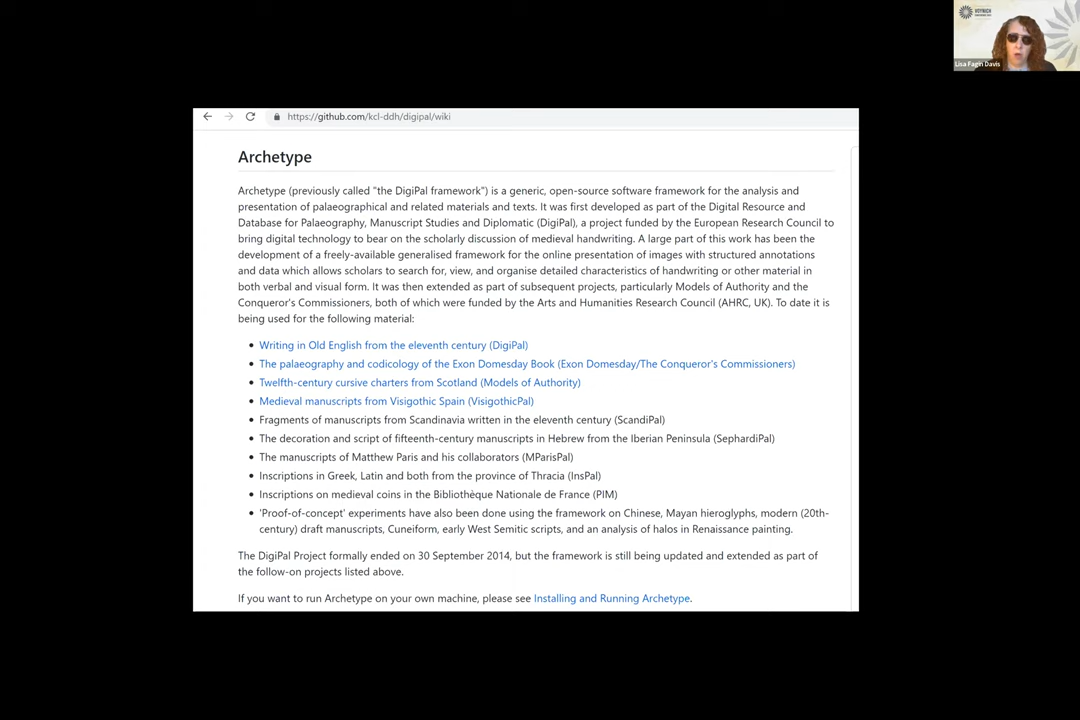 VOYNICH
Lisa Fagin Davis
https://github.com/kcl-ddh/digipal/wiki
Archetype
Archetype (previously called "the DigiPal framework") is a generic, open-source software framework for the analysis and
presentation of palaeographical and related materials and texts. It was first developed as part of the Digital Resource and
Database for Palaeography, Manuscript Studies and Diplomatic (DigiPal), a project funded by the European Research Council to
bring digital technology to bear on the scholarly discussion of medieval handwriting. A large part of this work has been the
development of a freely-available generalised framework for the online presentation of images with structured annotations
and data which allows scholars to search for, view, and organise detailed characteristics of handwriting or other material in
both verbal and visual form. It was then extended as part of subsequent projects, particularly Models of Authority and the
Conqueror's Commissioners, both of which were funded by the Arts and Humanities Research Council (AHRC, UK). To date it is
being used for the following material:
• Writing in Old English from the eleventh century (DigiPal)
• The palaeography and codicology of the Exon Domesday Book (Exon Domesday/The Conqueror's Commissioners)
• Twelfth-century cursive charters from Scotland (Models of Authority)
• Medieval manuscripts from Visigothic Spain (VisigothicPal)
• Fragments of manuscripts from Scandinavia written in the eleventh century (ScandiPal)
• The decoration and script of fifteenth-century manuscripts in Hebrew from the Iberian Peninsula (SephardiPal)
• The manuscripts of Matthew Paris and his collaborators (MParisPal)
• Inscriptions in Greek, Latin and both from the province of Thracia (InsPal)
• Inscriptions on medieval coins in the Bibliothèque Nationale de France (PIM)
• 'Proof-of-concept' experiments have also been done using the framework on Chinese, Mayan hieroglyphs, modern (20th-
century) draft manuscripts, Cuneiform, early West Semitic scripts, and an analysis of halos in Renaissance painting.
The DigiPal Project formally ended on 30 September 2014, but the framework is still being updated and extended as part of
the follow-on projects listed above.
If you want to run Archetype on your own machine, please see Installing and Running Archetype.